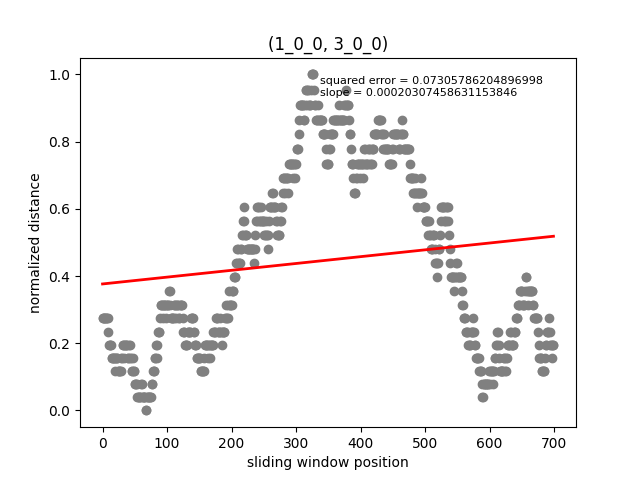 (1_0_0, 3_0_0)
squared error = 0.07305786204896998
slope = 0.00020307458631153846
normalized distance
1.0
0.8
0.6
0.4
0.2
0.0
0 100 200 300 400 500 600 700
sliding window position